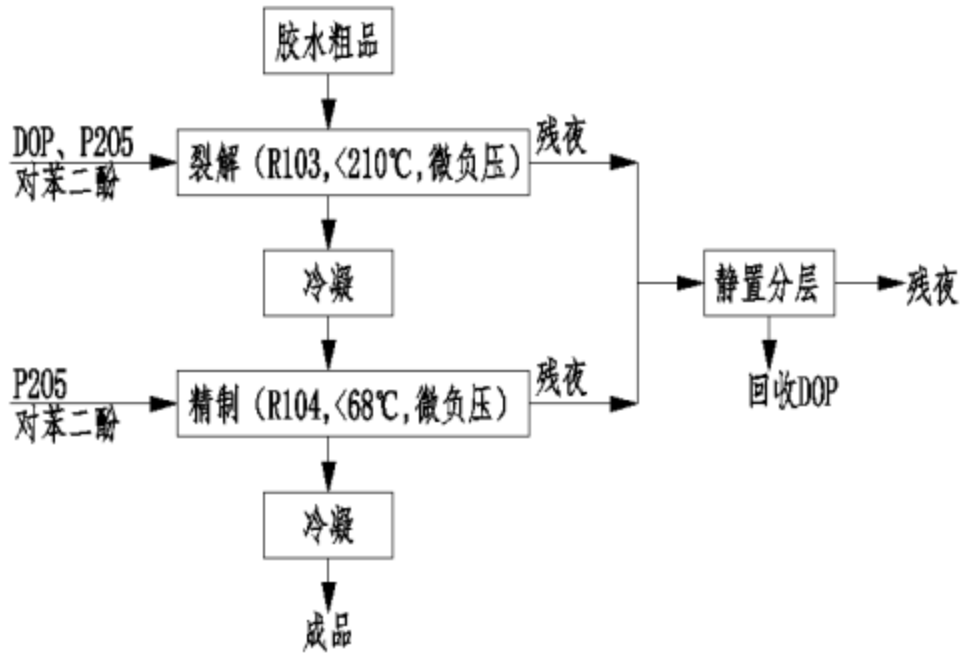 胶水粗品
DOP、P2O5
对苯二酚
裂解（R103,<210℃,微负压）
残夜
冷凝
静置分层
残夜
回收DOP
P2O5
对苯二酚
精制（R104,<68℃,微负压）
残夜
冷凝
成品